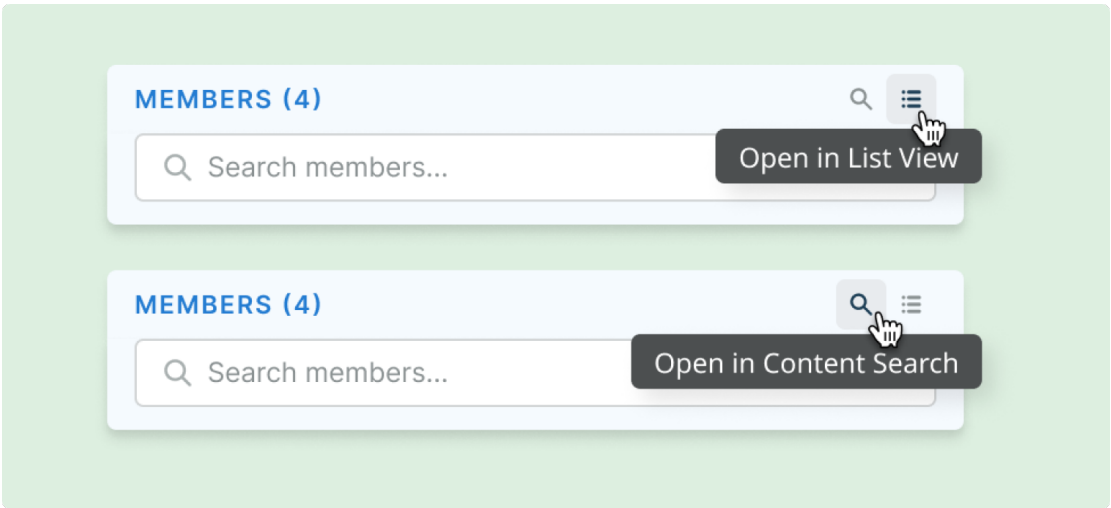 MEMBERS (4)
Search members...
Open in List View
MEMBERS (4)
Search members...
Open in Content Search